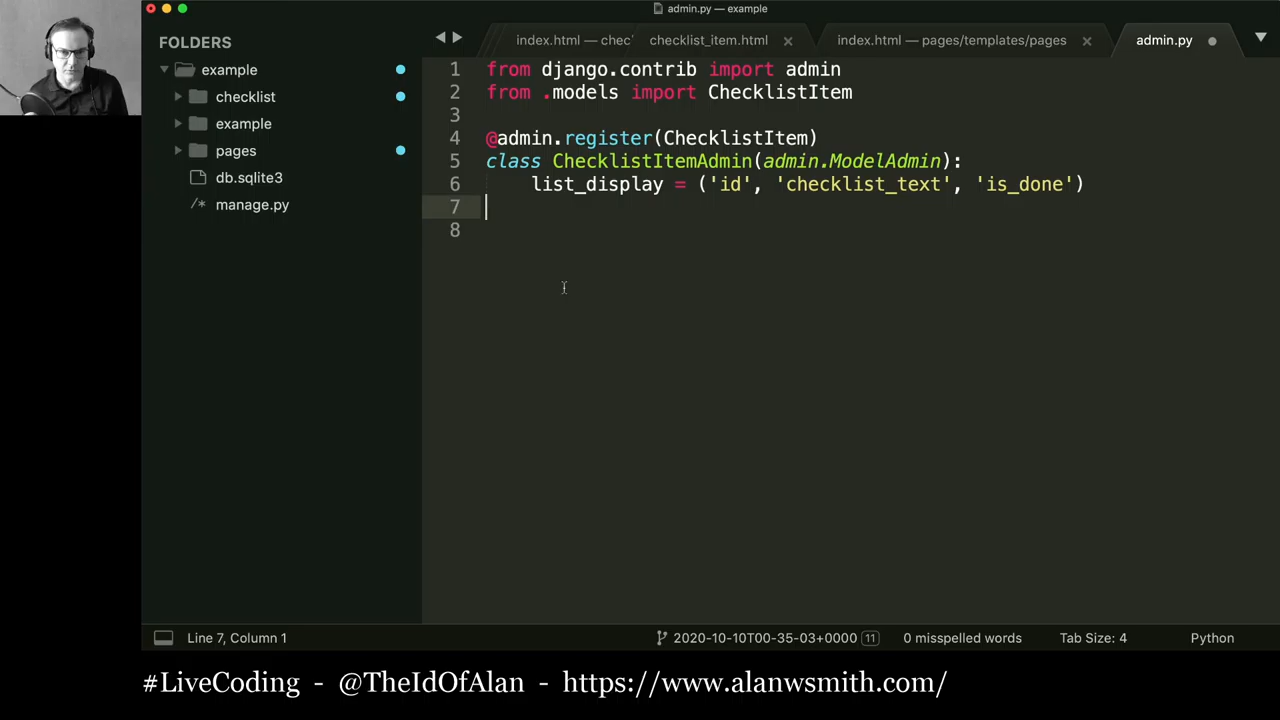 admin.py — example
FOLDERS
example
checklist
example
pages
db.sqlite3
/* manage.py
index.html — chec
checklist_item.html
index.html — pages/templates/pages
admin.py
1 from django.contrib import admin
2 from .models import ChecklistItem
3
4 @admin.register(ChecklistItem)
5 class ChecklistItemAdmin(admin.ModelAdmin):
6 list_display = ('id', 'checklist_text', 'is_done')
7
8
Line 7, Column 1
2020-10-10T00-35-03+0000 11
0 misspelled words
Tab Size: 4
Python
#LiveCoding - @TheIdOfAlan - https://www.alanwsmith.com/